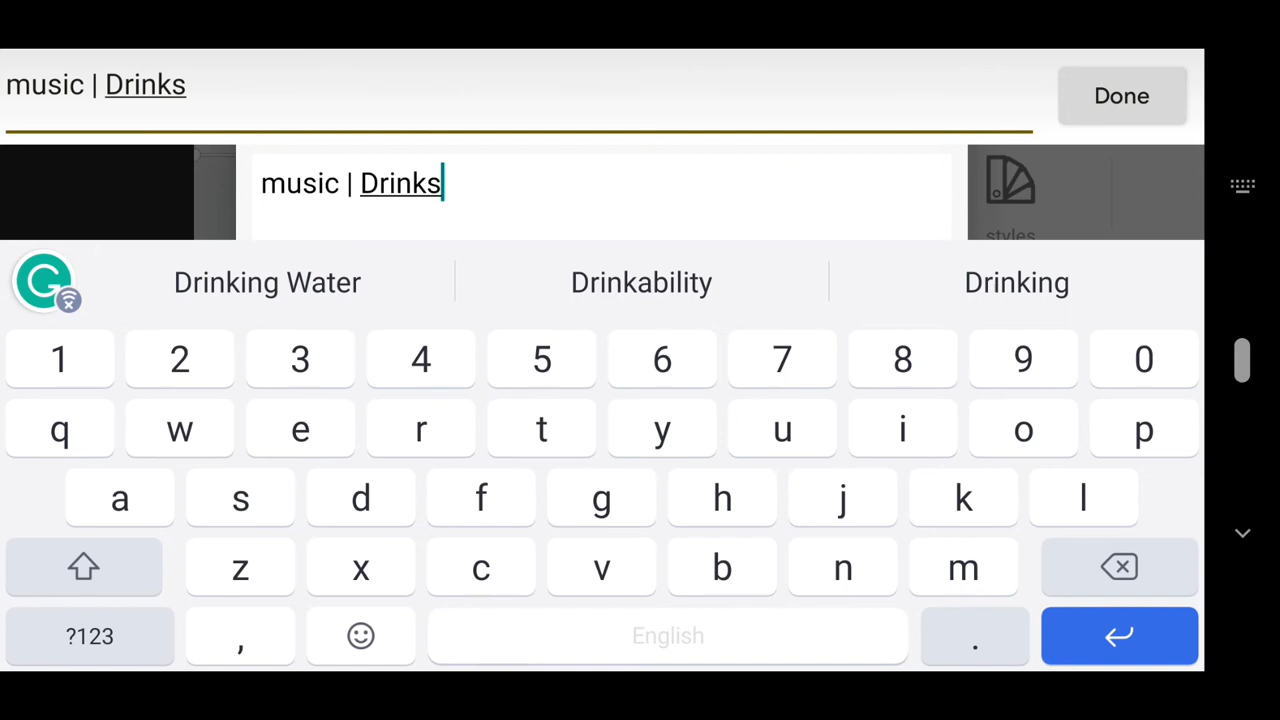 music | Drinks
Done
music | Drinks
styles
Drinking Water Drinkability Drinking
1 2 3 4 5 6 7 8 9 0
q w e r t y u i o p
a s d f g h j k l
z x c v b n m
?123 , English .